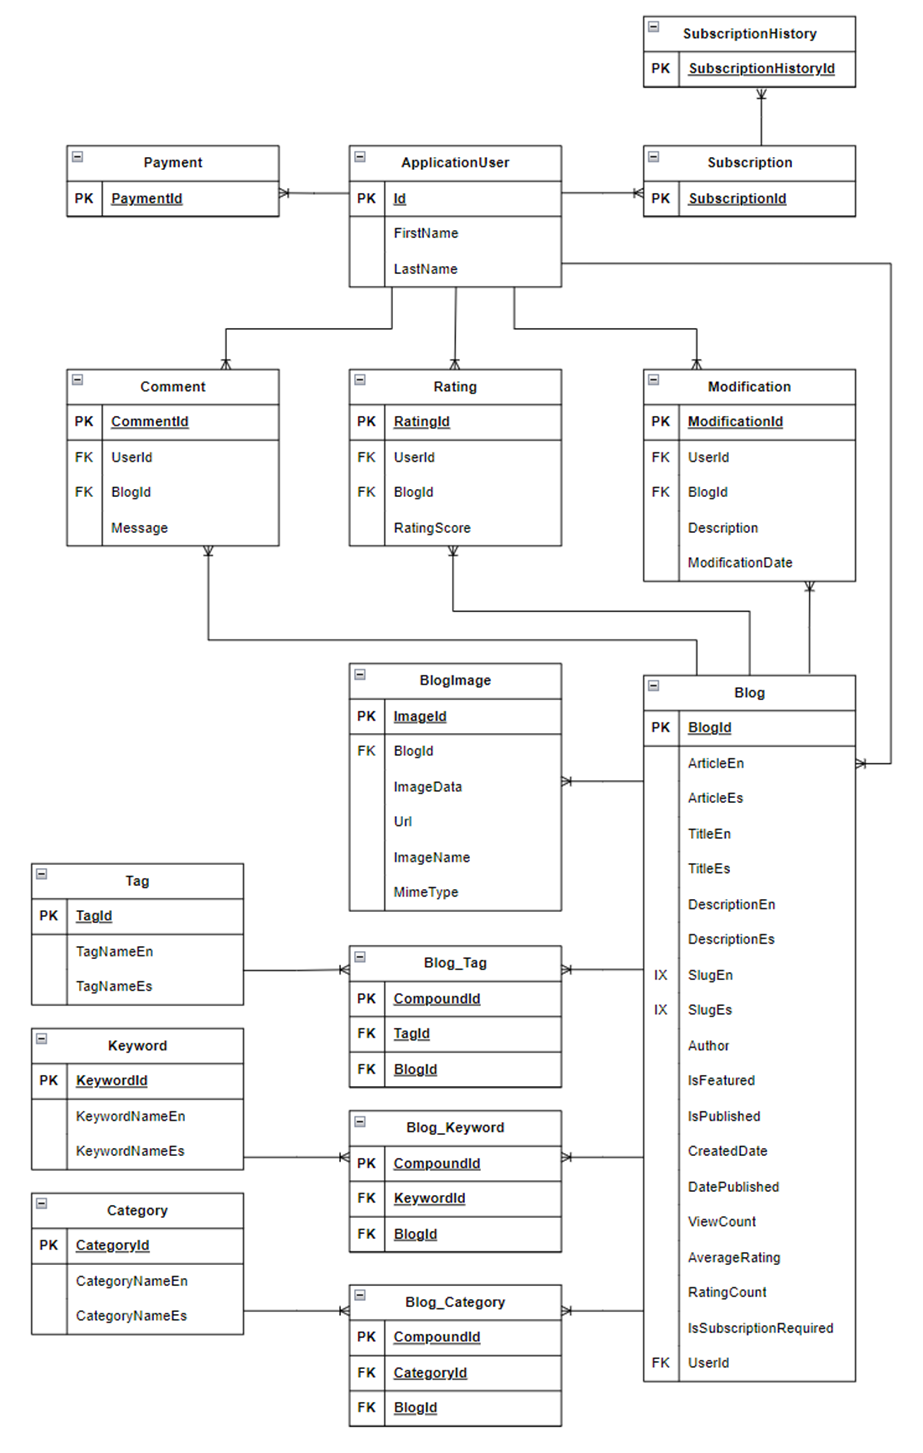 SubscriptionHistory
PK SubscriptionHistoryId
Payment
PK PaymentId
ApplicationUser
PK Id
FirstName
LastName
Subscription
PK SubscriptionId
Comment
PK CommentId
FK UserId
FK BlogId
Message
Rating
PK RatingId
FK UserId
FK BlogId
RatingScore
Modification
PK ModificationId
FK UserId
FK BlogId
Description
ModificationDate
BlogImage
PK ImageId
FK BlogId
ImageData
Url
ImageName
MimeType
Blog
PK BlogId
ArticleEn
ArticleEs
TitleEn
TitleEs
DescriptionEn
DescriptionEs
IX SlugEn
IX SlugEs
Author
IsFeatured
IsPublished
CreatedDate
DatePublished
ViewCount
AverageRating
RatingCount
IsSubscriptionRequired
FK UserId
Tag
PK TagId
TagNameEn
TagNameEs
Blog_Tag
PK CompoundId
FK TagId
FK BlogId
Keyword
PK KeywordId
KeywordNameEn
KeywordNameEs
Blog_Keyword
PK CompoundId
FK KeywordId
FK BlogId
Category
PK CategoryId
CategoryNameEn
CategoryNameEs
Blog_Category
PK CompoundId
FK CategoryId
FK BlogId